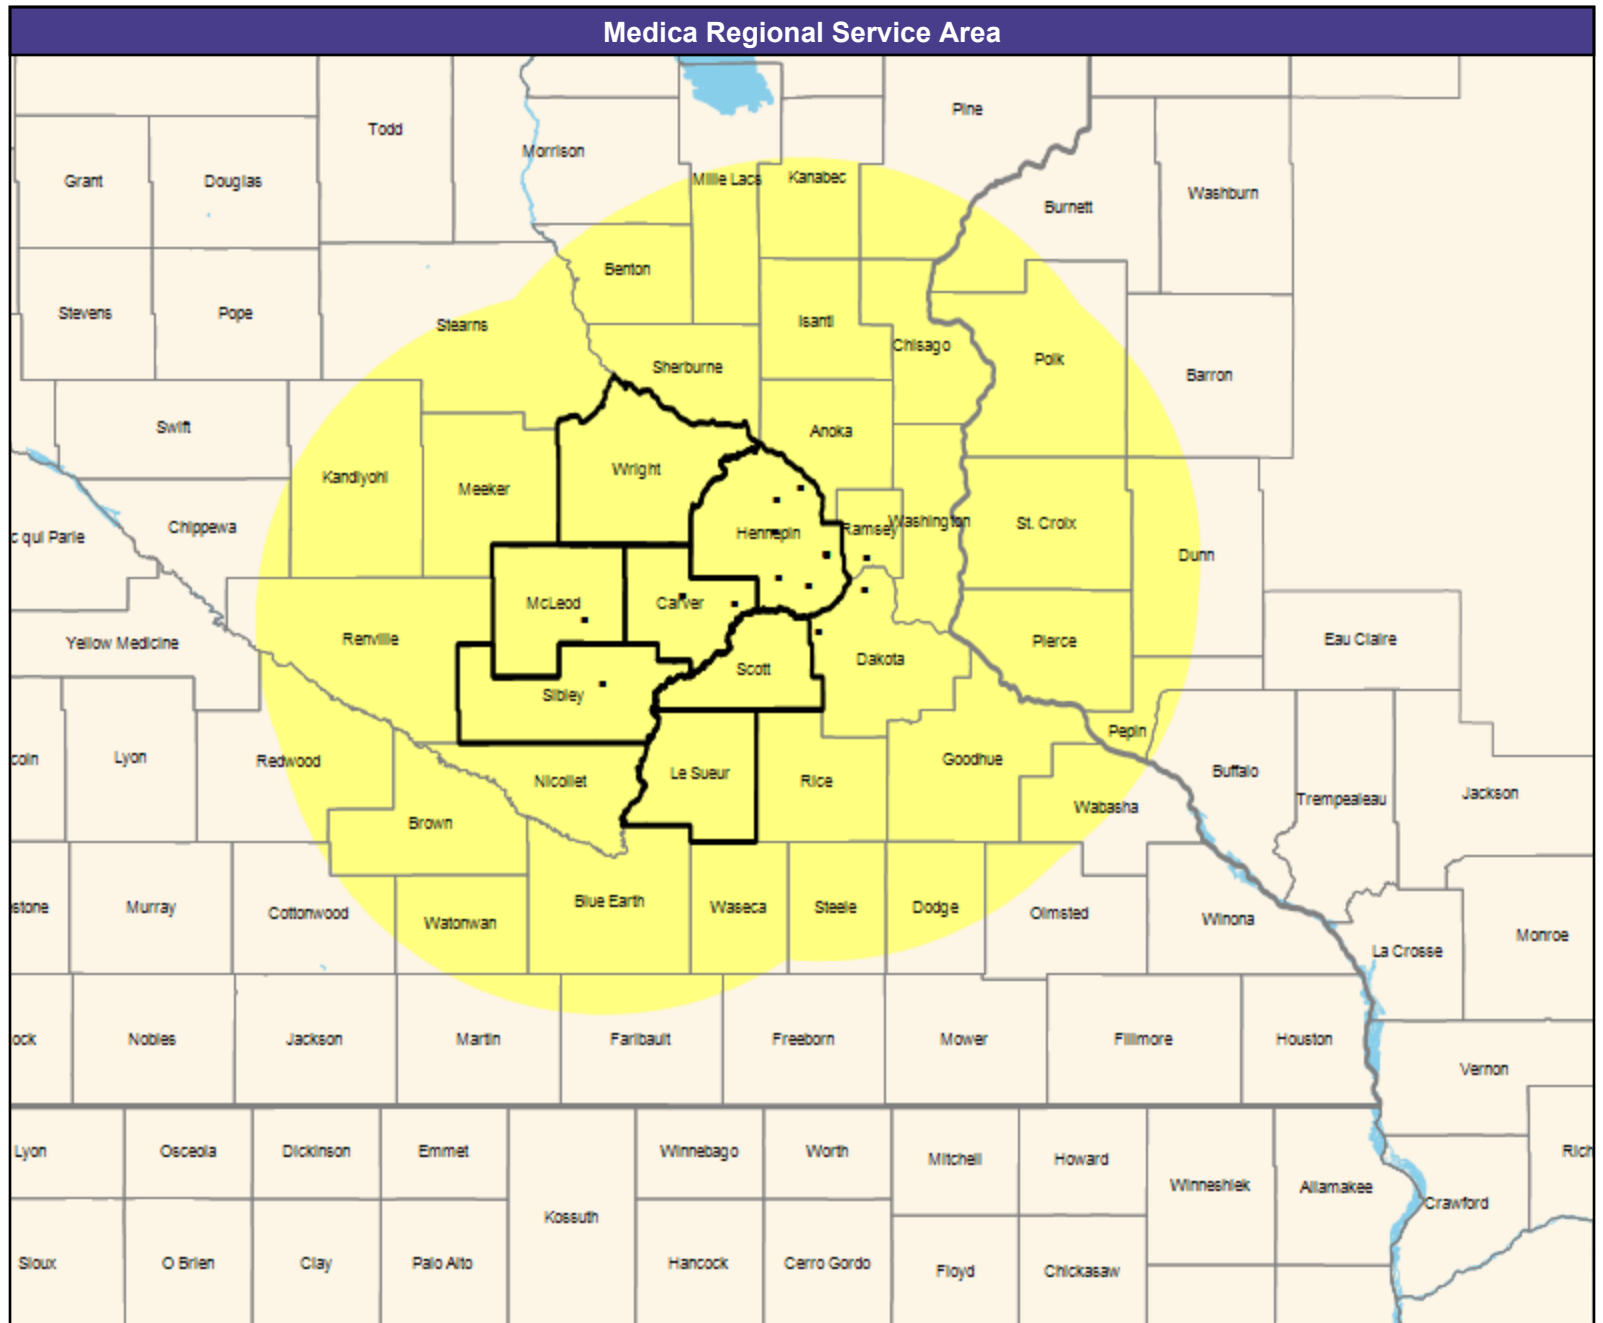 Medica Regional Service Area
Pine
Todd
Morrison
Grant
Douglas
Mille Lacs
Kanabec
Washburn
Burnett
Benton
Stevens
Pope
Stearns
Isanti
Chisago
Polk
Sherburne
Barron
Swift
Anoka
Wright
Kandiyohi
Meeker
Chippewa
Hennepin
Ramsey
Washington
St. Croix
c qui Parle
Dunn
McLeod
Carver
Yellow Medicine
Renville
Pierce
Eau Claire
Scott
Dakota
Sibley
coln
Lyon
Redwood
Nicollet
Le Sueur
Rice
Goodhue
Pepin
Buffalo
Wabasha
Trempealeau
Jackson
Brown
stone
Murray
Cottonwood
Watonwan
Blue Earth
Waseca
Steele
Dodge
Olmsted
Winona
La Crosse
Monroe
ock
Nobles
Jackson
Martin
Faribault
Freeborn
Mower
Fillmore
Houston
Vernon
Lyon
Osceola
Dickinson
Emmet
Winnebago
Worth
Mitchell
Howard
Rich
Winneshiek
Allamakee
Crawford
Kossuth
Sioux
O Brien
Clay
Palo Alto
Hancock
Cerro Gordo
Floyd
Chickasaw